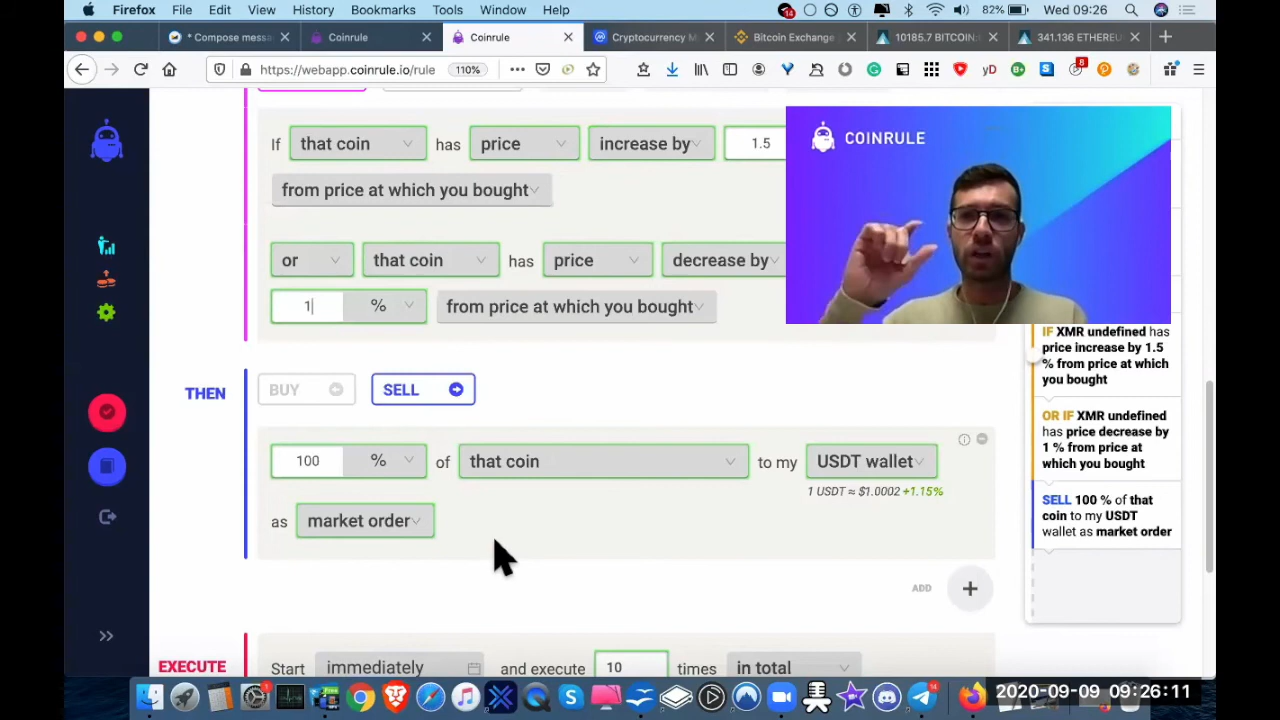 Firefox File Edit View History Bookmarks Tools Window Help 14 82% Wed 09:26
* Compose messa Coinrule Coinrule Cryptocurrency M Bitcoin Exchange 10185.7 BITCOIN: 341.136 ETHEREU
https://webapp.coinrule.io/rule 110% yD 8
If that coin has price increase by 1.5
COINRULE
from price at which you bought
or that coin has price decrease by
1 % from price at which you bought
IF XMR undefined has
price increase by 1.5
% from price at which
you bought
OR IF XMR undefined
has price decrease by
1 % from price at
which you bought
THEN BUY SELL
100 % of that coin to my USDT wallet
1 USDT ≈ $1.0002 +1.15%
as market order
SELL 100 % of that
coin to my USDT
wallet as market order
ADD
EXECUTE Start immediately and execute 10 times in total
2020-09-09 09:26:11